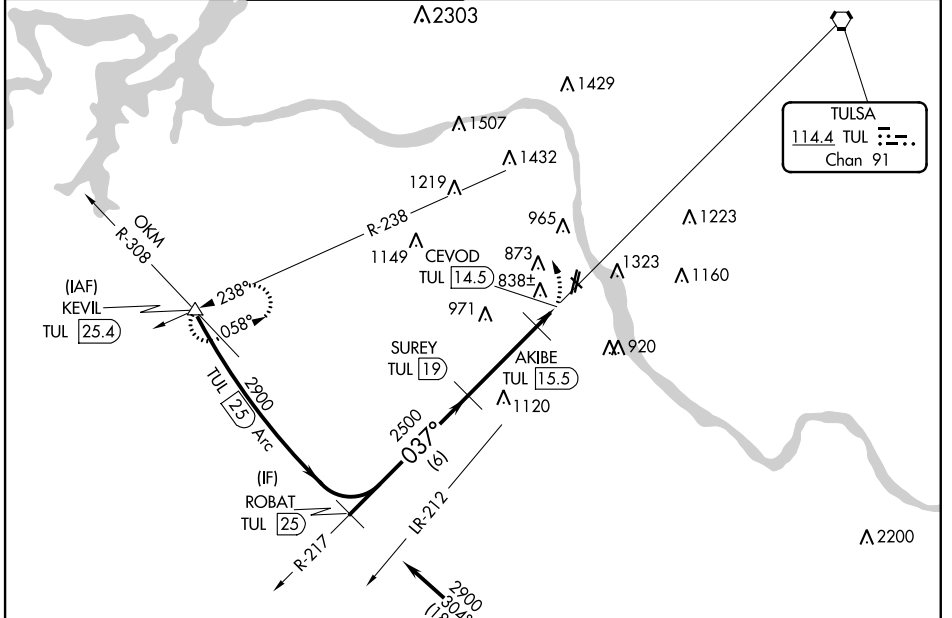 2303
1429
TULSA
114.4 TUL
Chan 91
1507
1432
1219
R-238
965
1223
OKM
R-308
1149
CEVOD
TUL 14.5
873
838±
1323
1160
(IAF)
KEVIL
TUL 25.4
238°
058°
971
SUREY
TUL 19
AKIBE
TUL 15.5
920
2900
TUL 25 Arc
1120
2500
037°
(6)
(IF)
ROBAT
TUL 25
LR-212
R-217
2200
2900
304°